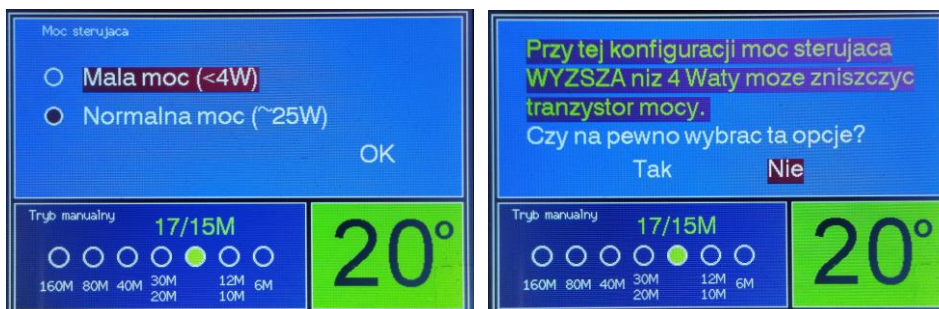 Moc sterujaca
Mala moc (<4W)
Normalna moc (~25W)
OK
Tryb manualny
17/15M
160M 80M 40M 30M 12M 6M
20M 10M
20°
Przy tej konfiguracji moc sterujaca
WYZSZA niz 4 Waty moze zniszczyc
tranzystor mocy.
Czy na pewno wybrac ta opcje?
Tak Nie
Tryb manualny
17/15M
160M 80M 40M 30M 12M 6M
20M 10M
20°